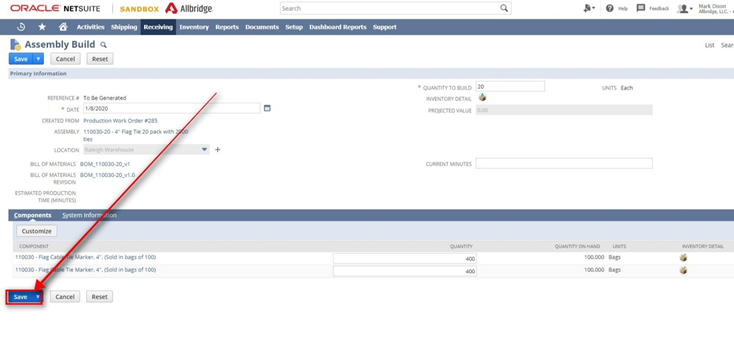 ORACLE NETSUITE SANDBOX Allbridge Search Help Feedback Mark Dixon
Allbridge, LLC. - A
Activities Shipping Receiving Inventory Reports Documents Setup Dashboard Reports Support
Assembly Build List Sear
Save Cancel Reset
Primary Information
* QUANTITY TO BUILD 20 UNITS Each
REFERENCE # To Be Generated
INVENTORY DETAIL
* DATE 1/8/2020
PROJECTED VALUE 0.00
CREATED FROM Production Work Order #285
ASSEMBLY 110030-20 - 4" Flag Tie 20 pack with 2000
ties
LOCATION Raleigh Warehouse
BILL OF MATERIALS BOM_110030-20_v1 CURRENT MINUTES
BILL OF MATERIALS BOM_110030-20_v1.0
REVISION
ESTIMATED PRODUCTION
TIME (MINUTES)
Components System Information
Customize
COMPONENT QUANTITY QUANTITY ON HAND UNITS INVENTORY DETAIL
110030 - Flag Cable Tie Marker, 4", (Sold in bags of 100) 400 100.000 Bags
110030 - Flag Cable Tie Marker, 4", (Sold in bags of 100) 400 100.000 Bags
Save Cancel Reset